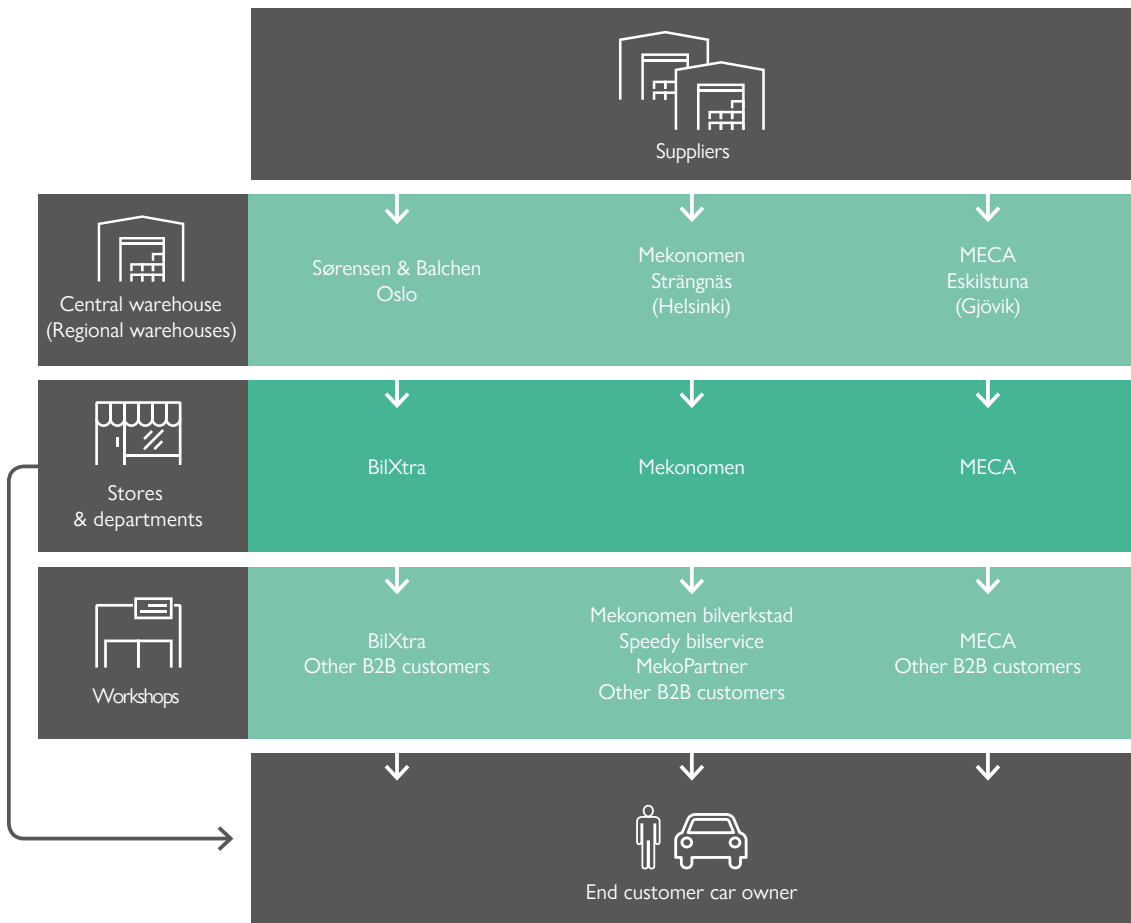 Suppliers
Central warehouse
(Regional warehouses)
Sørensen & Balchen
Oslo
Mekonomen
Strängnäs
(Helsinki)
MECA
Eskilstuna
(Gjövik)
Stores
& departments
BilXtra
Mekonomen
MECA
Workshops
BilXtra
Other B2B customers
Mekonomen bilverkstad
Speedy bilservice
MekoPartner
Other B2B customers
MECA
Other B2B customers
End customer car owner